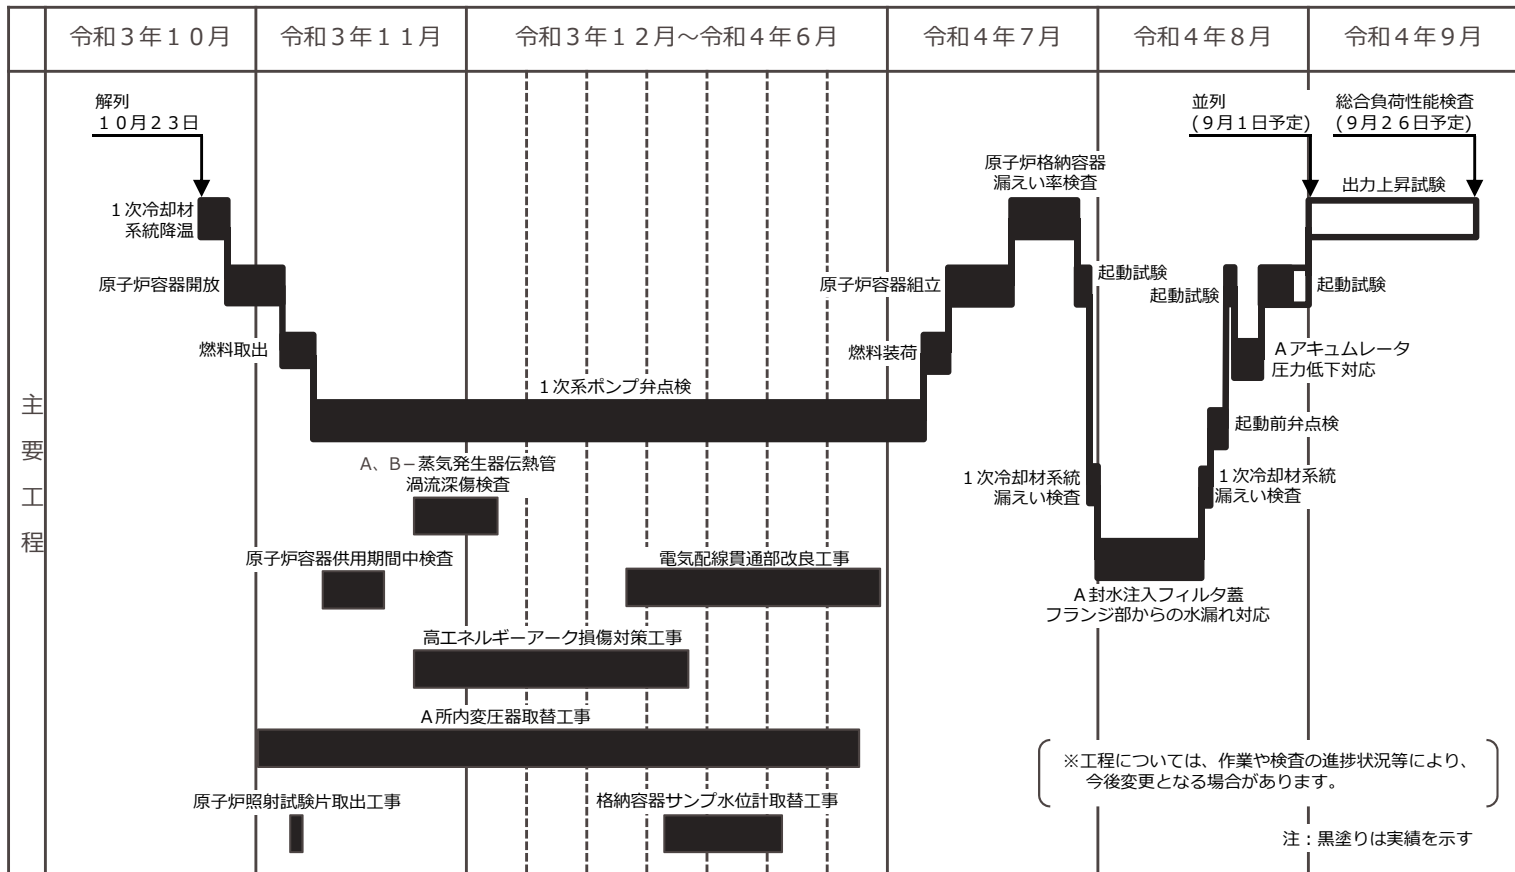 令和３年１０月
令和３年１１月
令和３年１２月～令和４年６月
令和４年７月
令和４年８月
令和４年９月
主要工程
解列
１０月２３日
並列
(９月１日予定)
総合負荷性能検査
(９月２６日予定)
１次冷却材
系統降温
原子炉格納容器
漏えい率検査
出力上昇試験
原子炉容器開放
原子炉容器組立
起動試験
起動試験
起動試験
燃料取出
燃料装荷
Ａアキュムレータ
圧力低下対応
１次系ポンプ弁点検
起動前弁点検
Ａ、Ｂ－蒸気発生器伝熱管
渦流深傷検査
１次冷却材系統
漏えい検査
１次冷却材系統
漏えい検査
原子炉容器供用期間中検査
電気配線貫通部改良工事
Ａ封水注入フィルタ蓋
フランジ部からの水漏れ対応
高エネルギーアーク損傷対策工事
Ａ所内変圧器取替工事
※工程については、作業や検査の進捗状況等により、
今後変更となる場合があります。
原子炉照射試験片取出工事
格納容器サンプ水位計取替工事
注：黒塗りは実績を示す